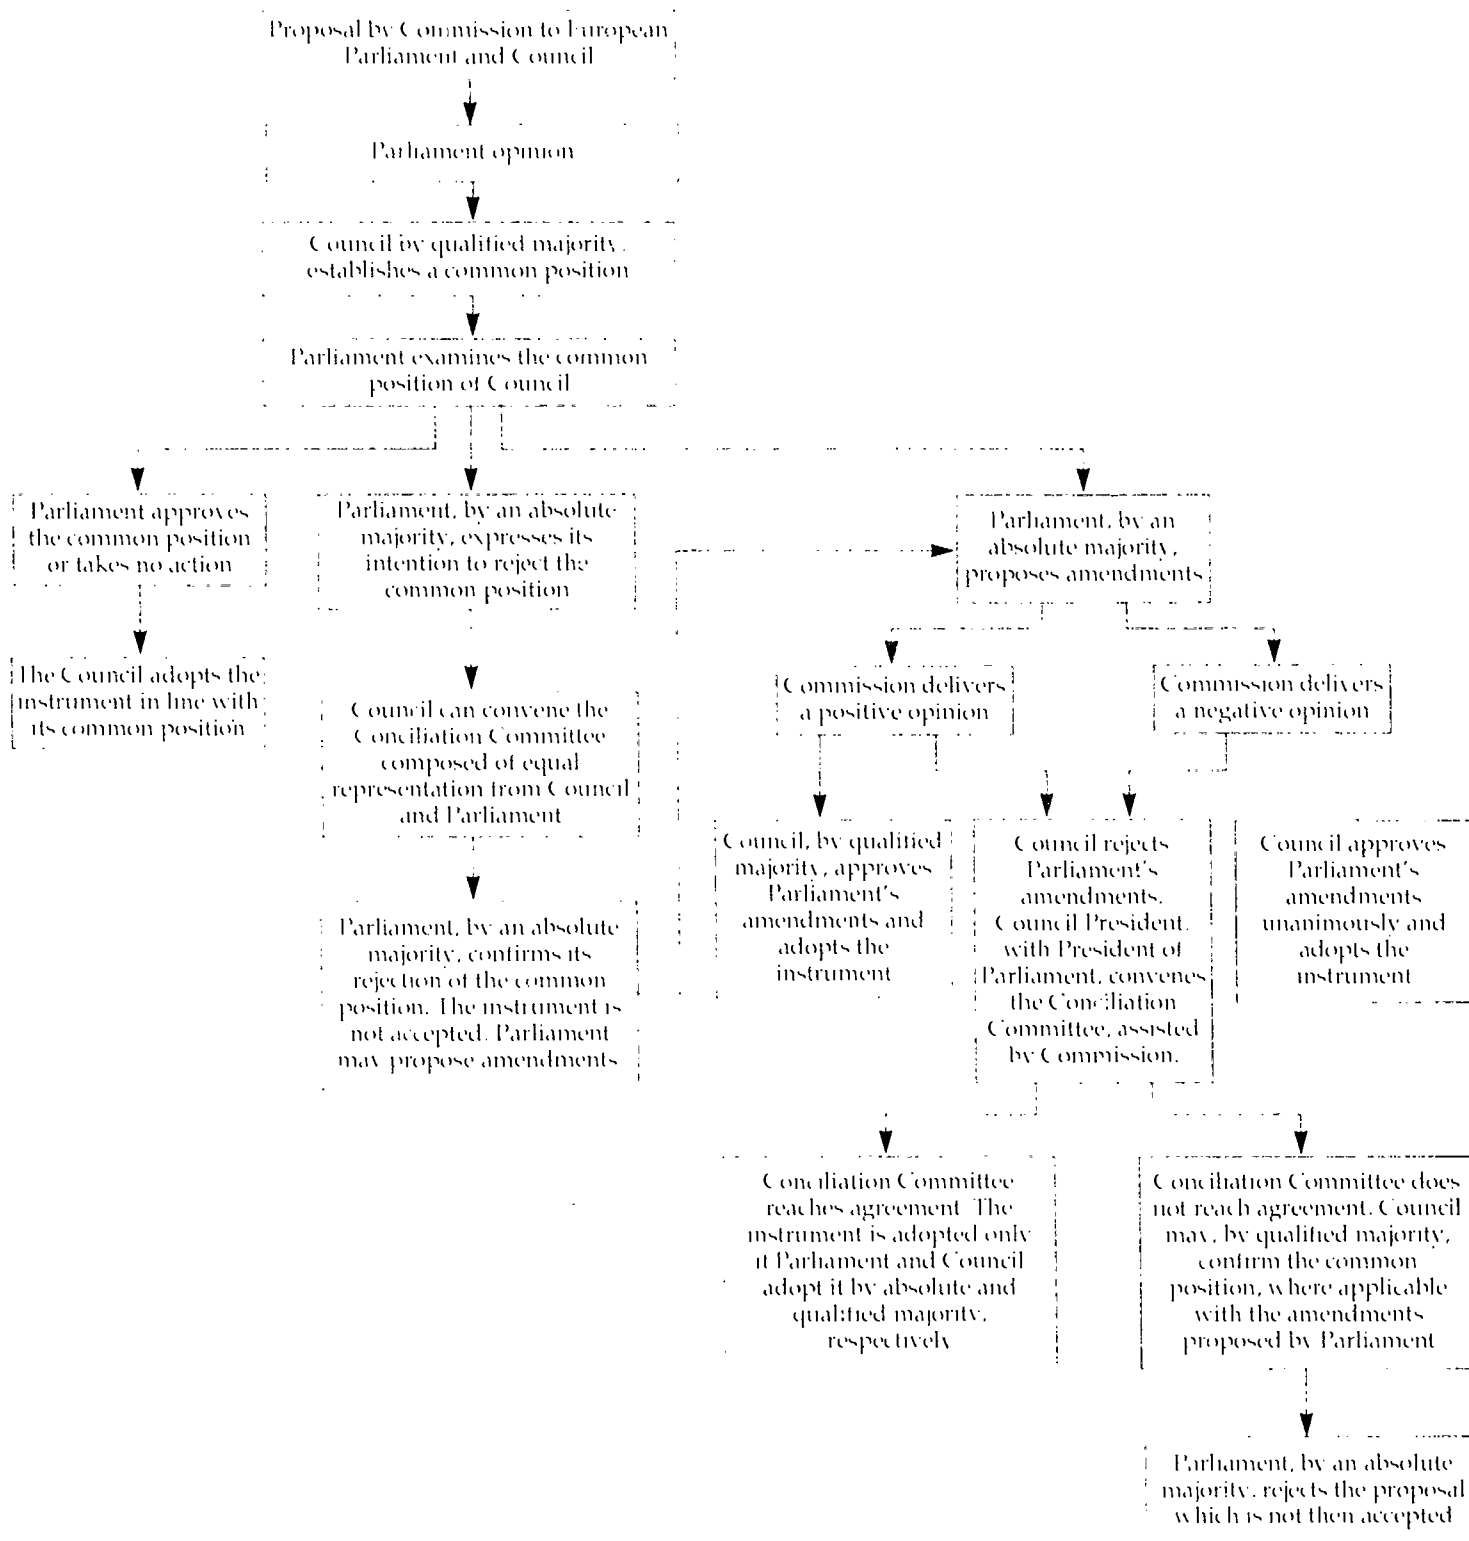 Proposal by Commission to European
Parliament and Council
Parliament opinion
Council by qualified majority,
establishes a common position
Parliament examines the common
position of Council
Parliament approves
the common position
or takes no action
The Council adopts the
instrument in line with
its common position
Parliament, by an absolute
majority, expresses its
intention to reject the
common position
Council can convene the
Conciliation Committee
composed of equal
representation from Council
and Parliament
Parliament, by an absolute
majority, confirms its
rejection of the common
position. The instrument is
not accepted. Parliament
may propose amendments
Parliament, by an
absolute majority,
proposes amendments
Commission delivers
a positive opinion
Commission delivers
a negative opinion
Council, by qualified
majority, approves
Parliament's
amendments and
adopts the
instrument
Council rejects
Parliament's
amendments.
Council President,
with President of
Parliament, convenes
the Conciliation
Committee, assisted
by Commission.
Council approves
Parliament's
amendments
unanimously and
adopts the
instrument
Conciliation Committee
reaches agreement. The
instrument is adopted only
if Parliament and Council
adopt it by absolute and
qualified majority,
respectively
Conciliation Committee does
not reach agreement. Council
may, by qualified majority,
confirm the common
position, where applicable
with the amendments
proposed by Parliament
Parliament, by an absolute
majority, rejects the proposal
which is not then accepted